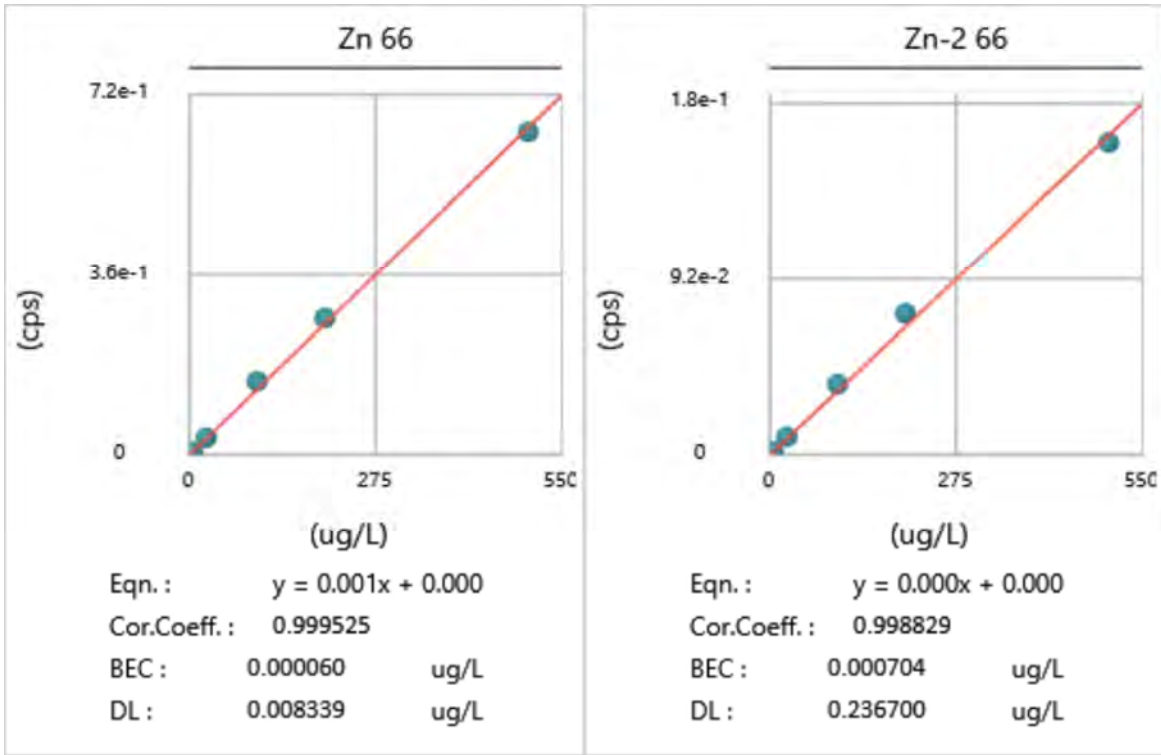 Zn 66
7.2e-1
3.6e-1
0
0 275 550
(cps)
(ug/L)
Eqn. : y = 0.001x + 0.000
Cor.Coeff. : 0.999525
BEC : 0.000060 ug/L
DL : 0.008339 ug/L
Zn-2 66
1.8e-1
9.2e-2
0
0 275 550
(cps)
(ug/L)
Eqn. : y = 0.000x + 0.000
Cor.Coeff. : 0.998829
BEC : 0.000704 ug/L
DL : 0.236700 ug/L